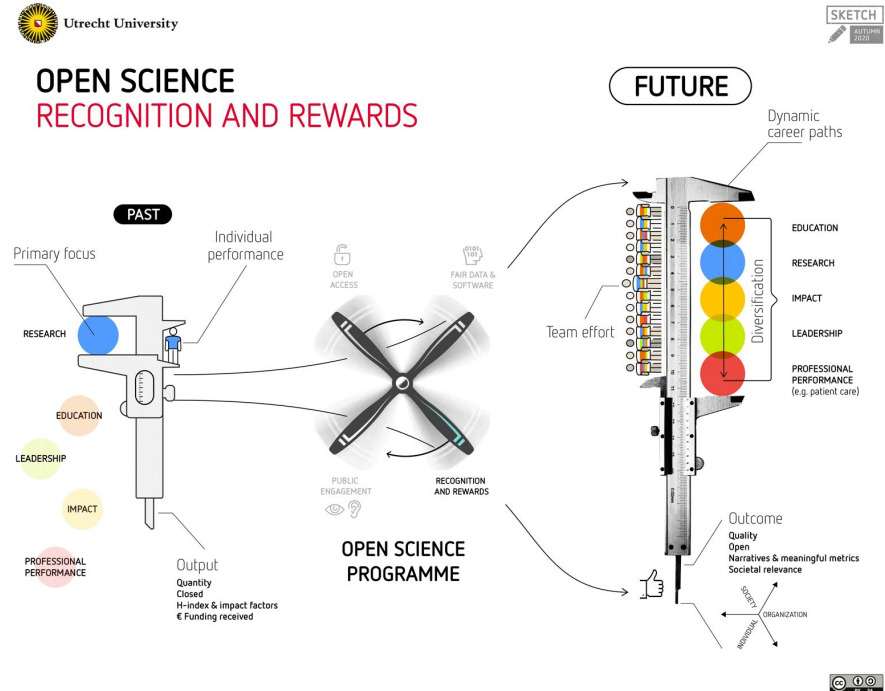 Utrecht University
SKETCH
AUTUMN
2020
OPEN SCIENCE
RECOGNITION AND REWARDS
FUTURE
Dynamic
career paths
PAST
Primary focus
Individual
performance
RESEARCH
EDUCATION
LEADERSHIP
IMPACT
PROFESSIONAL
PERFORMANCE
Output
Quantity
Closed
H-index & impact factors
€ Funding received
OPEN
ACCESS
0101
101
FAIR DATA &
SOFTWARE
PUBLIC
ENGAGEMENT
RECOGNITION
AND REWARDS
OPEN SCIENCE
PROGRAMME
Team effort
Diversification
EDUCATION
RESEARCH
IMPACT
LEADERSHIP
PROFESSIONAL
PERFORMANCE
(e.g. patient care)
Outcome
Quality
Open
Narratives & meaningful metrics
Societal relevance
SOCIETY
ORGANIZATION
INDIVIDUAL